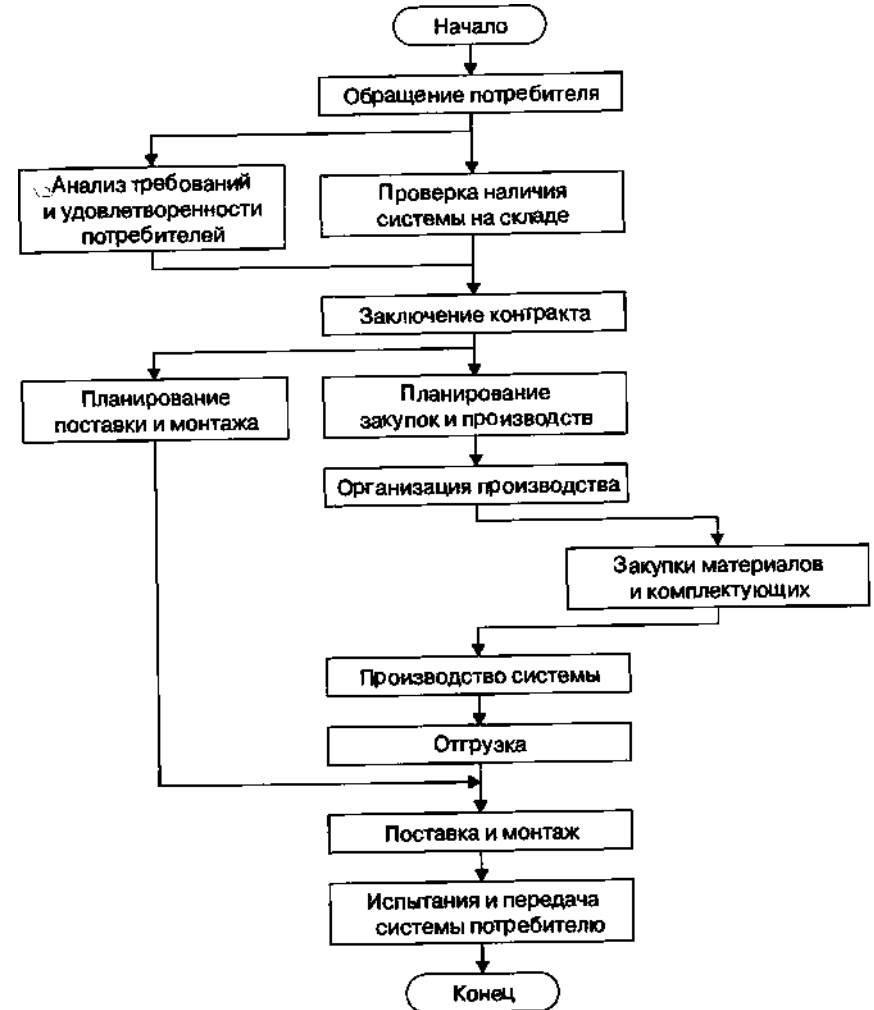 Начало
Обращение потребителя
Анализ требований
и удовлетворенности
потребителей
Проверка наличия
системы на складе
Заключение контракта
Планирование
поставки и монтажа
Планирование
закупок и производств
Организация производства
Закупки материалов
и комплектующих
Производство системы
Отгрузка
Поставка и монтаж
Испытания и передача
системы потребителю
Конец